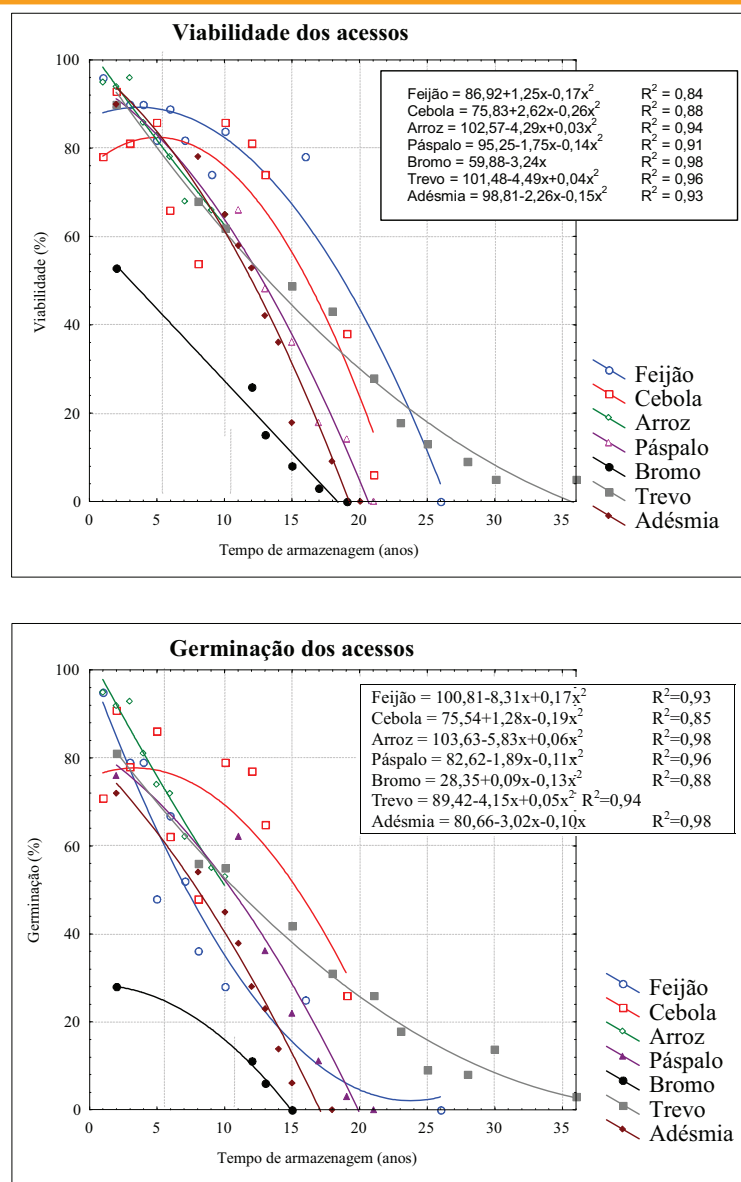 Viabilidade dos acessos
100
80
60
40
20
0
Viabilidade (%)
Feijão = 86,92+1,25x-0,17x² R² = 0,84
Cebola = 75,83+2,62x-0,26x² R² = 0,88
Arroz = 102,57-4,29x+0,03x² R² = 0,94
Páspalo = 95,25-1,75x-0,14x² R² = 0,91
Bromo = 59,88-3,24x R² = 0,98
Trevo = 101,48-4,49x+0,04x² R² = 0,96
Adésmia = 98,81-2,26x-0,15x² R² = 0,93
Feijão
Cebola
Arroz
Páspalo
Bromo
Trevo
Adésmia
0 5 10 15 20 25 30 35
Tempo de armazenagem (anos)
Germinação dos acessos
100
80
60
40
20
0
Germinação (%)
Feijão = 100,81-8,31x+0,17x² R²=0,93
Cebola = 75,54+1,28x-0,19x² R²=0,85
Arroz = 103,63-5,83x+0,06x² R²=0,98
Páspalo = 82,62-1,89x-0,11x² R²=0,96
Bromo = 28,35+0,09x-0,13x² R²=0,88
Trevo = 89,42-4,15x+0,05x² R²=0,94
Adésmia = 80,66-3,02x-0,10x R²=0,98
Feijão
Cebola
Arroz
Páspalo
Bromo
Trevo
Adésmia
0 5 10 15 20 25 30 35
Tempo de armazenagem (anos)